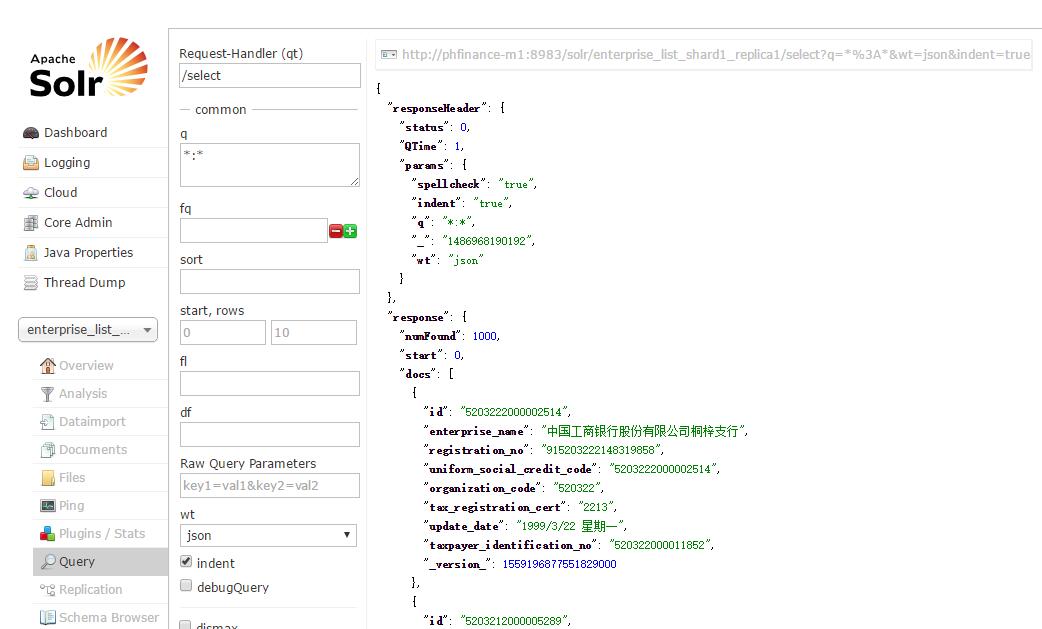 Apache
Solr
Dashboard
Logging
Cloud
Core Admin
Java Properties
Thread Dump
enterprise_list_...
Overview
Analysis
Dataimport
Documents
Files
Ping
Plugins / Stats
Query
Replication
Schema Browser
Request-Handler (qt)
/select
common
q
*:*
fq
sort
start, rows
0
10
fl
df
Raw Query Parameters
key1=val1&key2=val2
wt
json
indent
debugQuery
dismax
http://phfinance-m1:8983/solr/enterprise_list_shard1_replica1/select?q=*%3A*&wt=json&indent=true
{
"responseHeader": {
"status": 0,
"QTime": 1,
"params": {
"spellcheck": "true",
"indent": "true",
"q": "*:*",
"_": "1486968190192",
"wt": "json"
}
},
"response": {
"numFound": 1000,
"start": 0,
"docs": [
{
"id": "5203222000002514",
"enterprise_name": "中国工商银行股份有限公司桐梓支行",
"registration_no": "915203222148319858",
"uniform_social_credit_code": "5203222000002514",
"organization_code": "520322",
"tax_registration_cert": "2213",
"update_date": "1999/3/22 星期一",
"taxpayer_identification_no": "520322000011852",
"_version_": 1559196877551829000
},
{
"id": "5203212000005289",